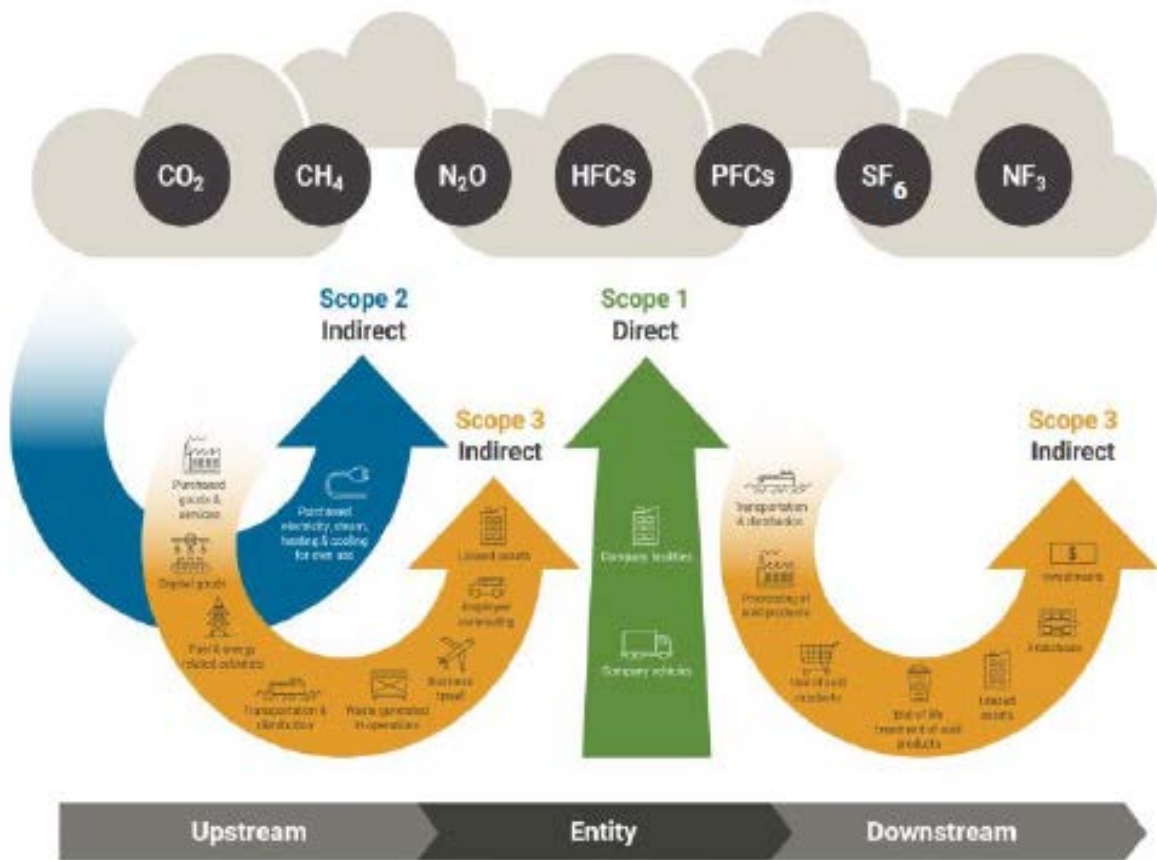 CO₂
CH₄
N₂O
HFCs
PFCs
SF₆
NF₃
Scope 2
Indirect
Scope 1
Direct
Scope 3
Indirect
Scope 3
Indirect
Purchased
goods &
services
Capital goods
Fuel & energy
related activities
Transportation &
distribution
Waste generated
in operations
Business
travel
Employee
commuting
Leased assets
Purchased
electricity, steam,
heating & cooling
for own use
Company facilities
Company vehicles
Transportation
& distribution
Processing of
sold products
Use of sold
products
End of life
treatment of sold
products
Leased
assets
Franchises
Investments
$
Upstream
Entity
Downstream